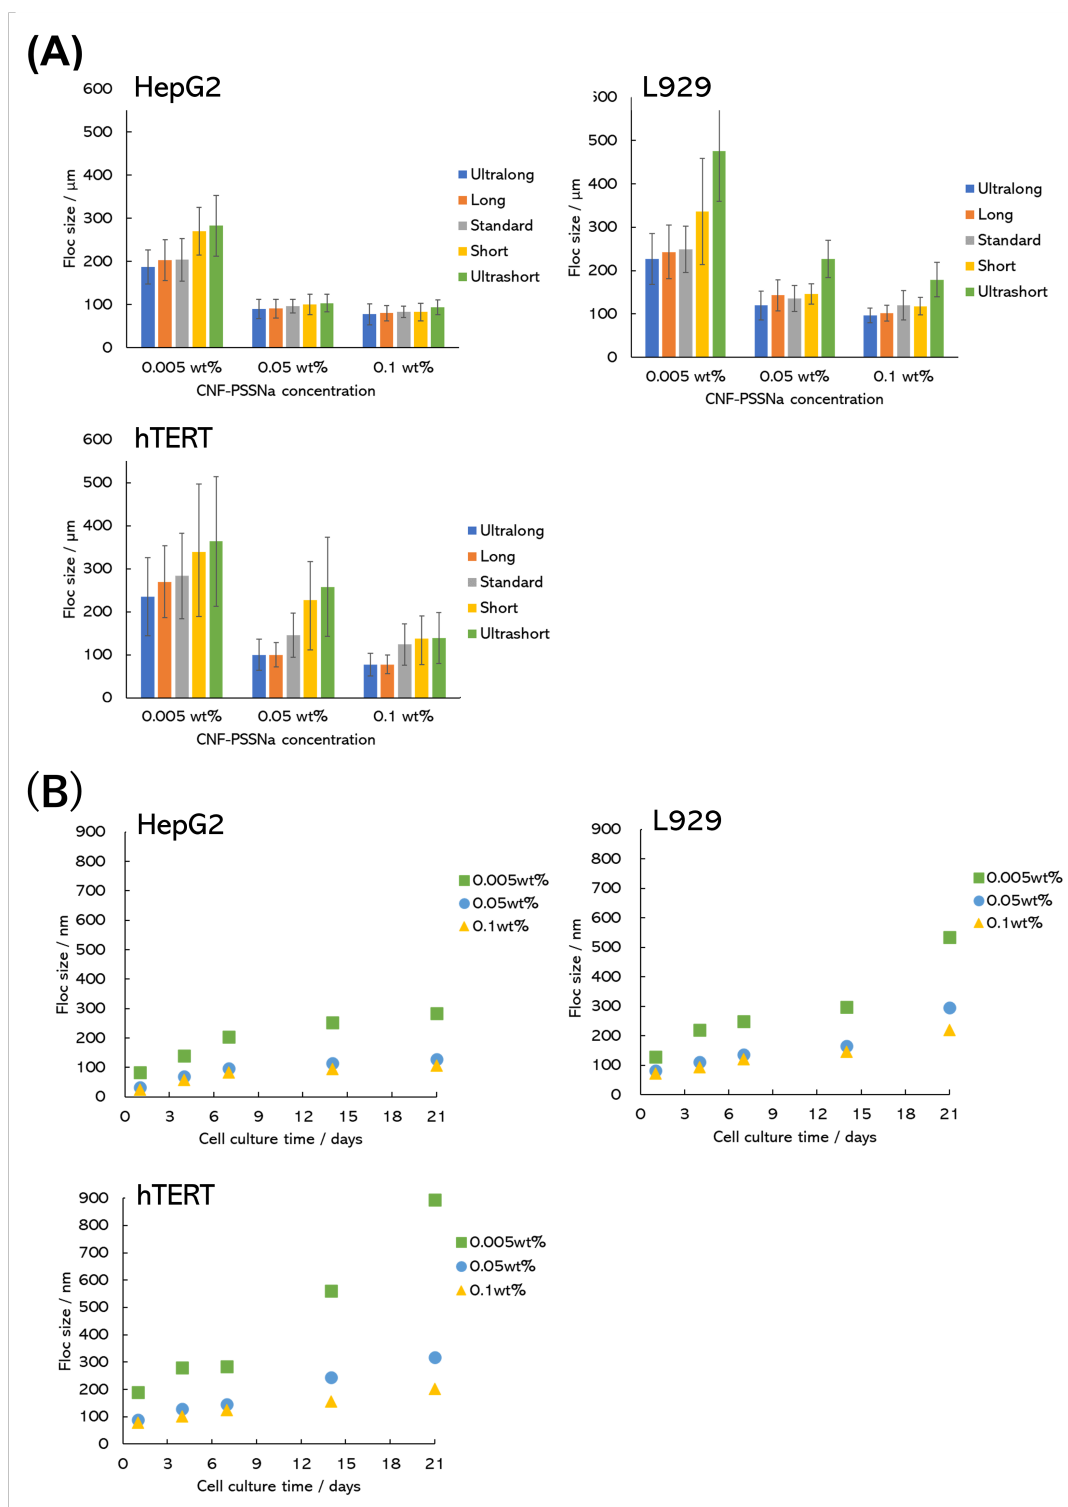 (A)
HepG2
600
500
400
300
200
100
0
Floc size / μm
0.005 wt% 0.05 wt% 0.1 wt%
CNF-PSSNa concentration
Ultralong
Long
Standard
Short
Ultrashort
L929
600
500
400
300
200
100
0
Floc size / μm
0.005 wt% 0.05 wt% 0.1 wt%
CNF-PSSNa concentration
Ultralong
Long
Standard
Short
Ultrashort
hTERT
600
500
400
300
200
100
0
Floc size / μm
0.005 wt% 0.05 wt% 0.1 wt%
CNF-PSSNa concentration
Ultralong
Long
Standard
Short
Ultrashort
(B)
HepG2
900
800
700
600
500
400
300
200
100
0
Floc size / nm
0 3 6 9 12 15 18 21
Cell culture time / days
0.005wt%
0.05wt%
0.1wt%
L929
900
800
700
600
500
400
300
200
100
0
Floc size / nm
0 3 6 9 12 15 18 21
Cell culture time / days
0.005wt%
0.05wt%
0.1wt%
hTERT
900
800
700
600
500
400
300
200
100
0
Floc size / nm
0 3 6 9 12 15 18 21
Cell culture time / days
0.005wt%
0.05wt%
0.1wt%